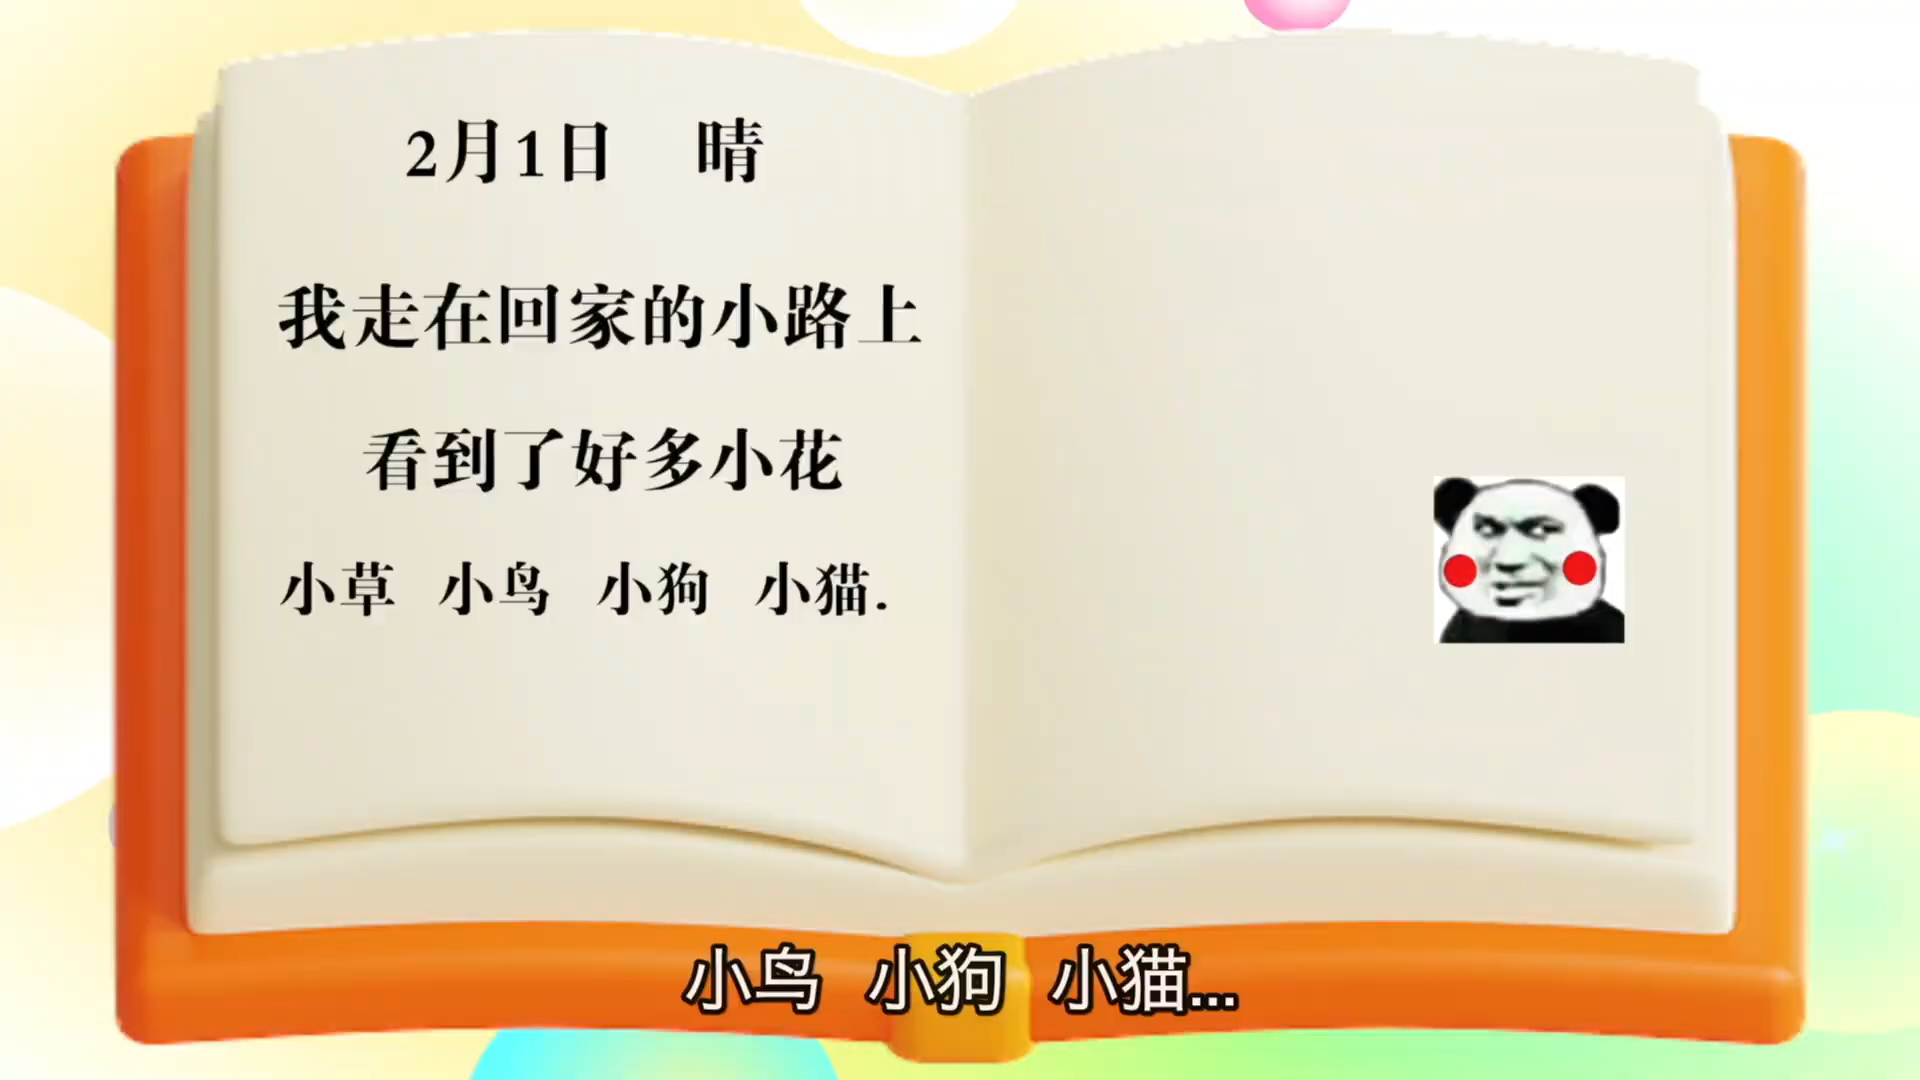 2月1日 晴
我走在回家的小路上
看到了好多小花
小草 小鸟 小狗 小猫.
小鸟 小狗 小猫...